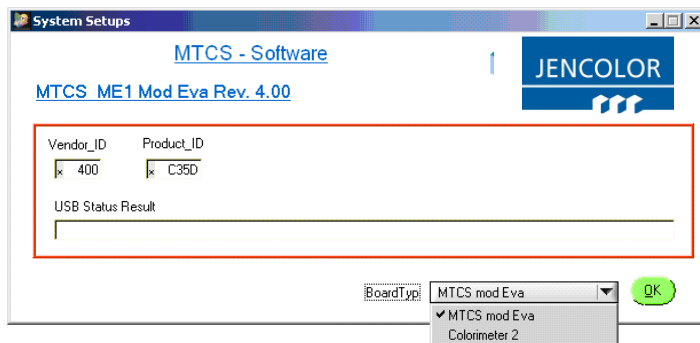 System Setups
MTCS - Software
JENCOLOR
MTCS ME1 Mod Eva Rev. 4.00
Vendor_ID Product_ID
x 400 x C35D
USB Status Result
BoardTyp MTCS mod Eva OK
✔MTCS mod Eva
Colorimeter 2